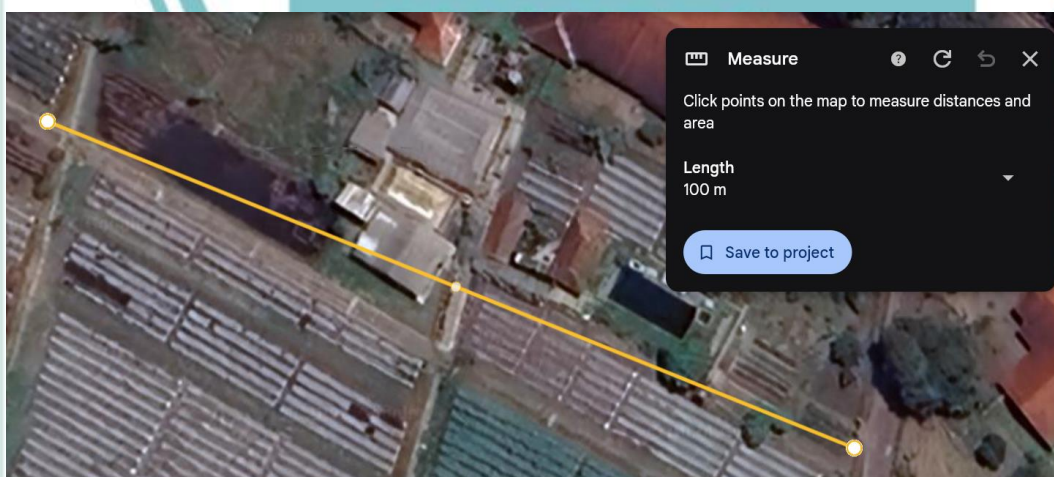 Measure
Click points on the map to measure distances and
area
Length
100 m
Save to project